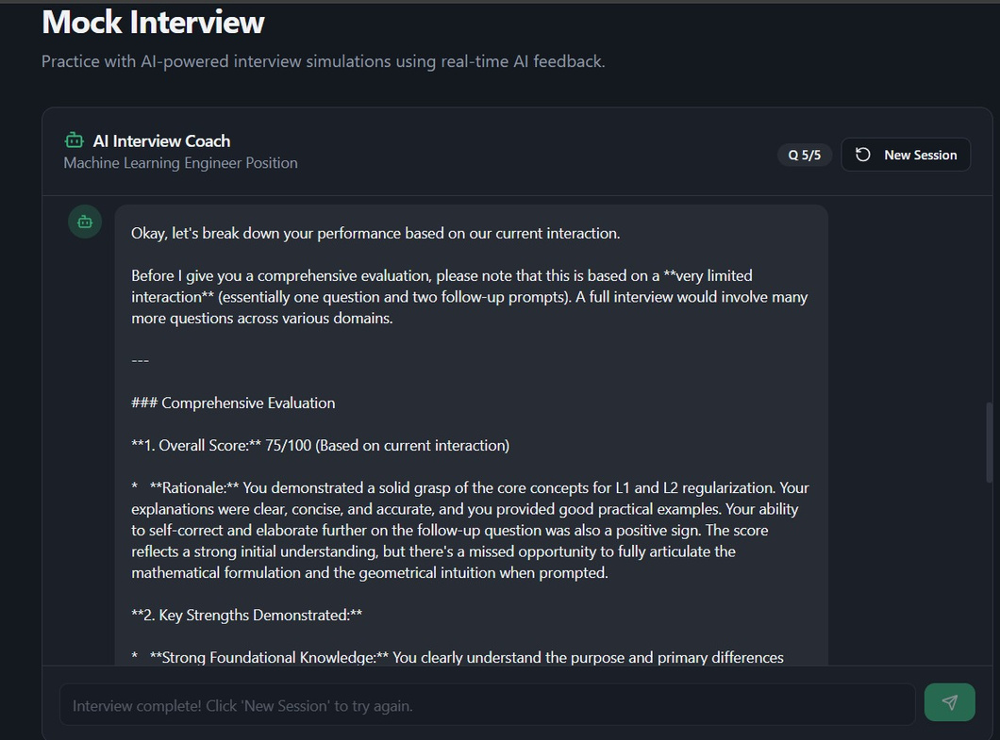 Mock Interview
Practice with AI-powered interview simulations using real-time AI feedback.
AI Interview Coach
Machine Learning Engineer Position
Q 5/5
New Session
Okay, let's break down your performance based on our current interaction.
Before I give you a comprehensive evaluation, please note that this is based on a **very limited
interaction** (essentially one question and two follow-up prompts). A full interview would involve many
more questions across various domains.
---
### Comprehensive Evaluation
**1. Overall Score:** 75/100 (Based on current interaction)
*   **Rationale:** You demonstrated a solid grasp of the core concepts for L1 and L2 regularization. Your
explanations were clear, concise, and accurate, and you provided good practical examples. Your ability
to self-correct and elaborate further on the follow-up question was also a positive sign. The score
reflects a strong initial understanding, but there's a missed opportunity to fully articulate the
mathematical formulation and the geometrical intuition when prompted.
**2. Key Strengths Demonstrated:**
*   **Strong Foundational Knowledge:** You clearly understand the purpose and primary differences
Interview complete! Click 'New Session' to try again.